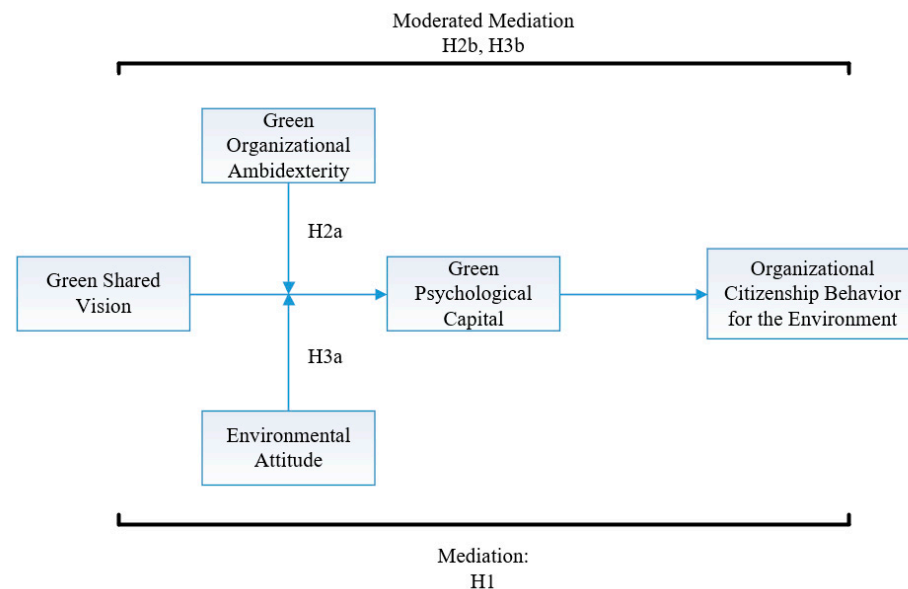 Moderated Mediation
H2b, H3b
Green
Organizational
Ambidexterity
H2a
Green Shared
Vision
Green
Psychological
Capital
Organizational
Citizenship Behavior
for the Environment
H3a
Environmental
Attitude
Mediation:
H1